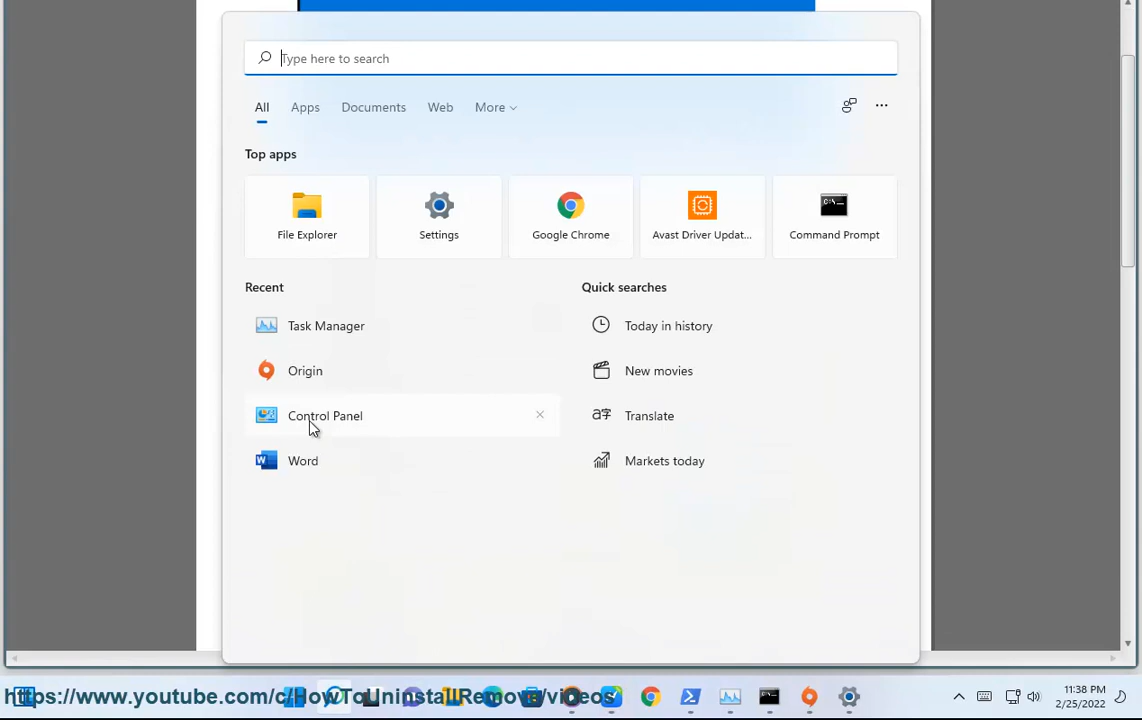 Type here to search
All Apps Documents Web More
Top apps
File Explorer
Settings
Google Chrome
Avast Driver Updat...
Command Prompt
Recent
Quick searches
Task Manager
Today in history
Origin
New movies
Control Panel
Translate
Word
Markets today
https://www.youtube.com/c/HowToUninstallRemove/videos
11:38 PM
2/25/2022